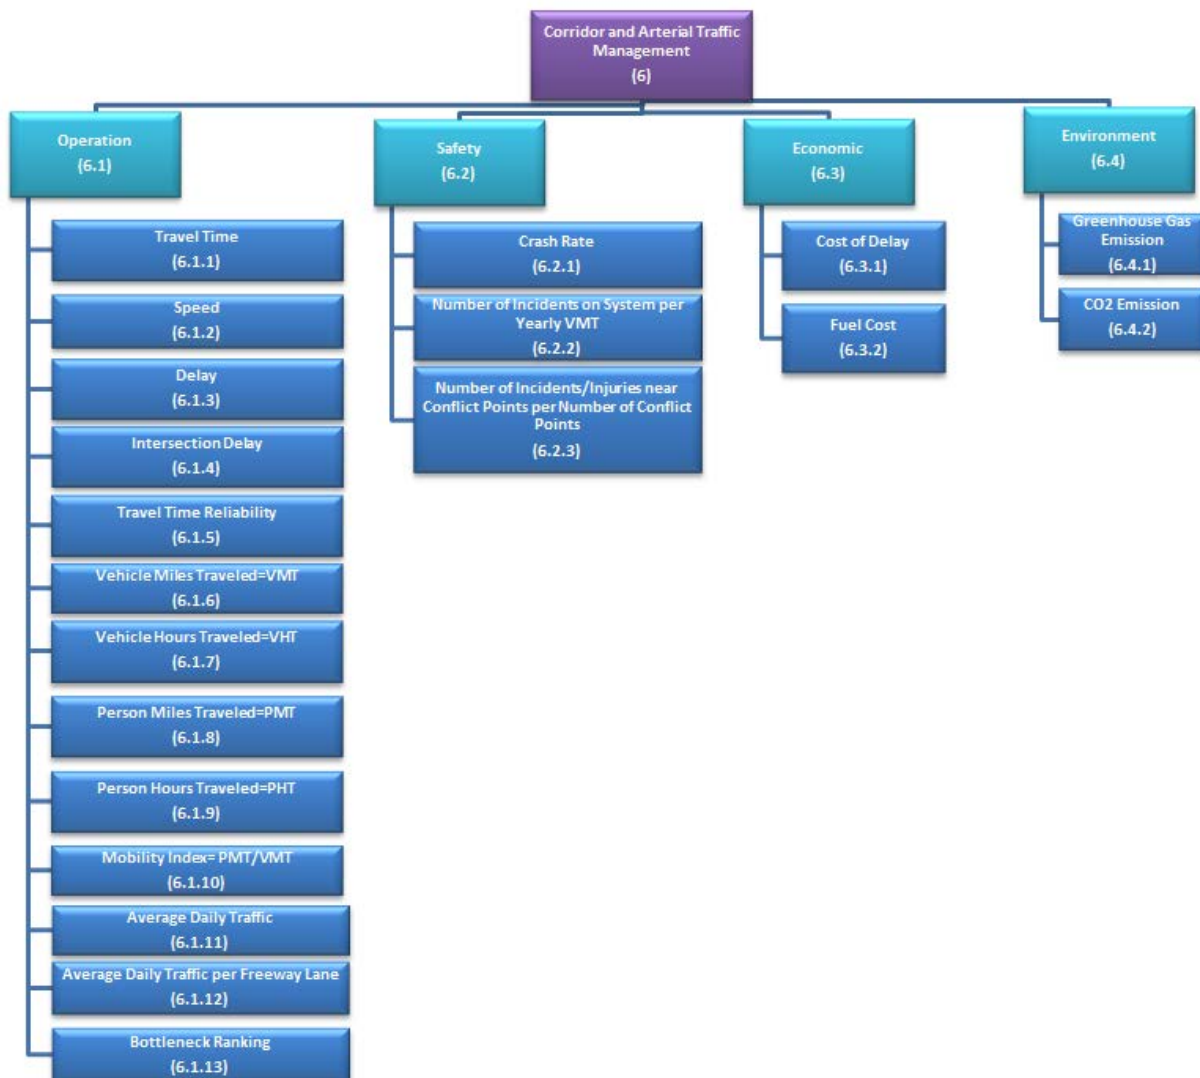 Corridor and Arterial Traffic
Management
(6)
Operation
(6.1)
Travel Time
(6.1.1)
Speed
(6.1.2)
Delay
(6.1.3)
Intersection Delay
(6.1.4)
Travel Time Reliability
(6.1.5)
Vehicle Miles Traveled=VMT
(6.1.6)
Vehicle Hours Traveled=VHT
(6.1.7)
Person Miles Traveled=PMT
(6.1.8)
Person Hours Traveled=PHT
(6.1.9)
Mobility Index= PMT/VMT
(6.1.10)
Average Daily Traffic
(6.1.11)
Average Daily Traffic per Freeway Lane
(6.1.12)
Bottleneck Ranking
(6.1.13)
Safety
(6.2)
Crash Rate
(6.2.1)
Number of Incidents on System per
Yearly VMT
(6.2.2)
Number of Incidents/Injuries near
Conflict Points per Number of Conflict
Points
(6.2.3)
Economic
(6.3)
Cost of Delay
(6.3.1)
Fuel Cost
(6.3.2)
Environment
(6.4)
Greenhouse Gas
Emission
(6.4.1)
CO2 Emission
(6.4.2)